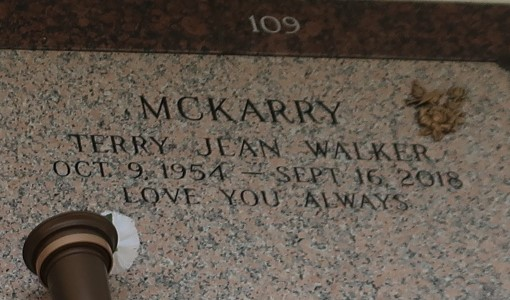 109
MCKARRY
TERRY JEAN WALKER
OCT. 9, 1954 — SEPT 16, 2018
LOVE YOU ALWAYS